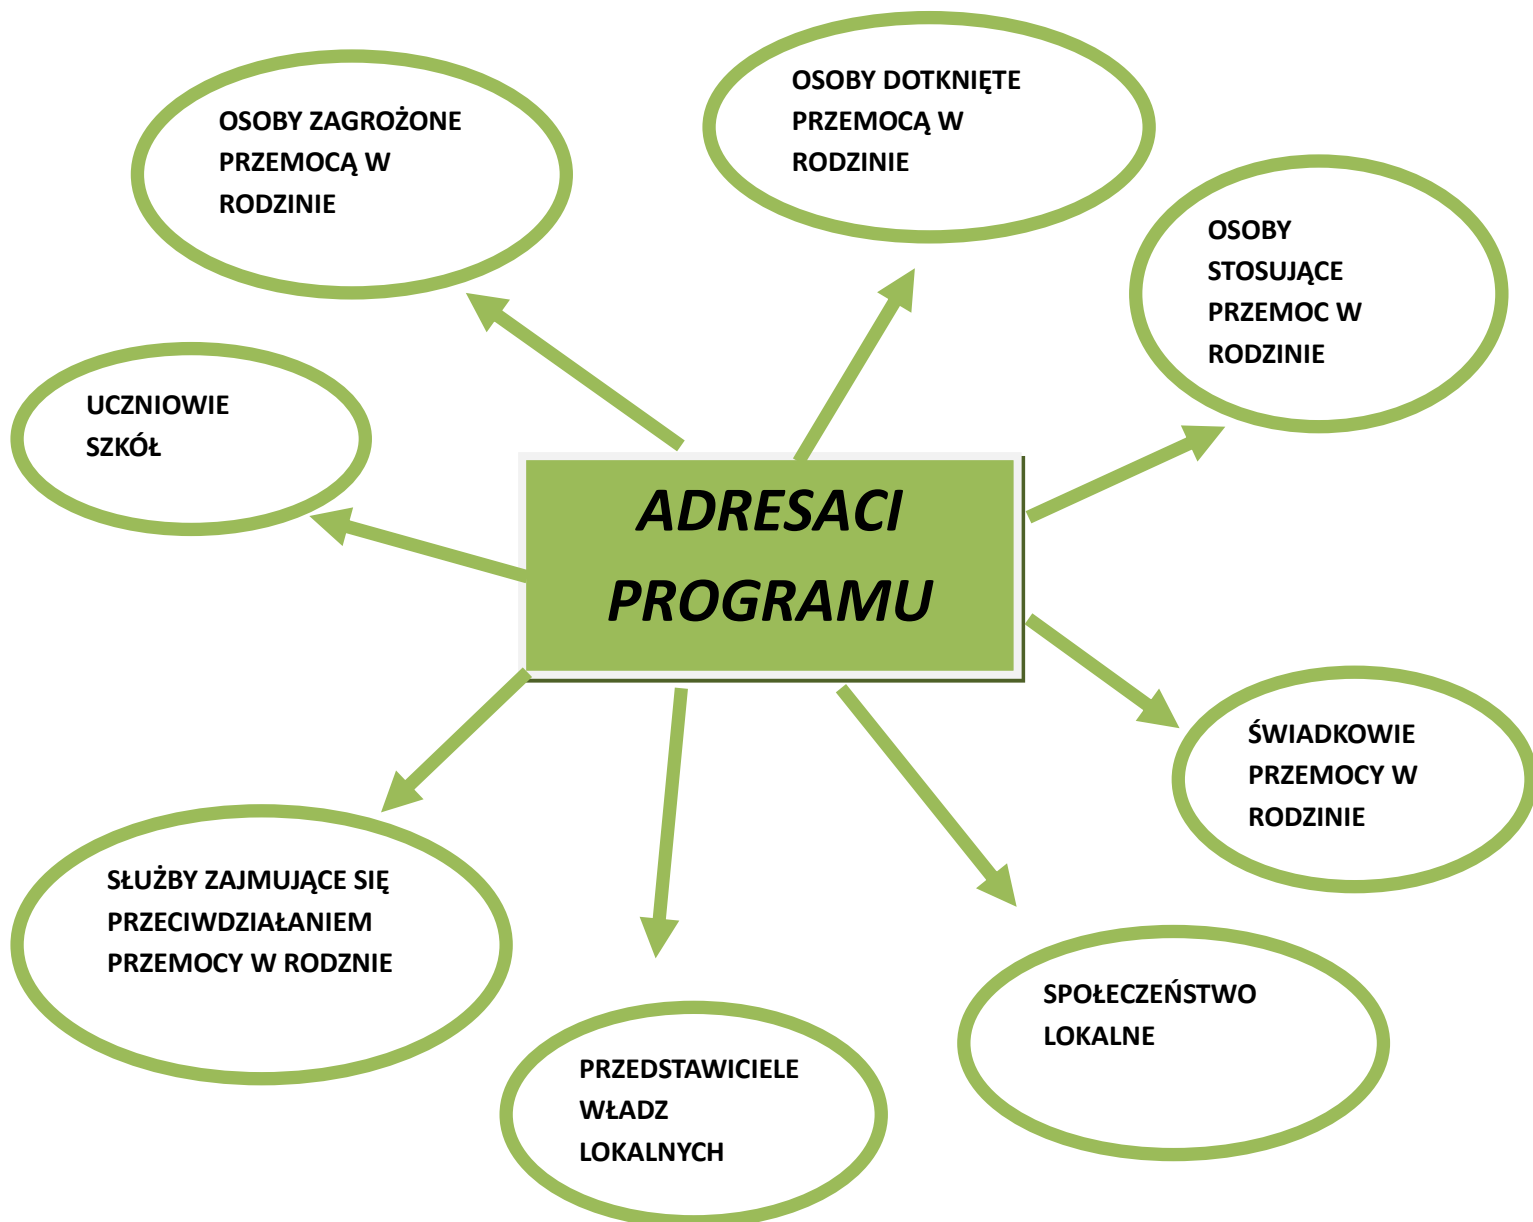 OSOBY ZAGROŻONE
PRZEMOCĄ W
RODZINIE
OSOBY DOTKNIĘTE
PRZEMOCĄ W
RODZINIE
OSOBY
STOSUJĄCE
PRZEMOC W
RODZINIE
UCZNIOWIE
SZKÓŁ
ADRESACI
PROGRAMU
ŚWIADKOWIE
PRZEMOCY W
RODZINIE
SŁUŻBY ZAJMUJĄCE SIĘ
PRZECIWDZIAŁANIEM
PRZEMOCY W RODZNIE
SPOŁECZEŃSTWO
LOKALNE
PRZEDSTAWICIELE
WŁADZ
LOKALNYCH